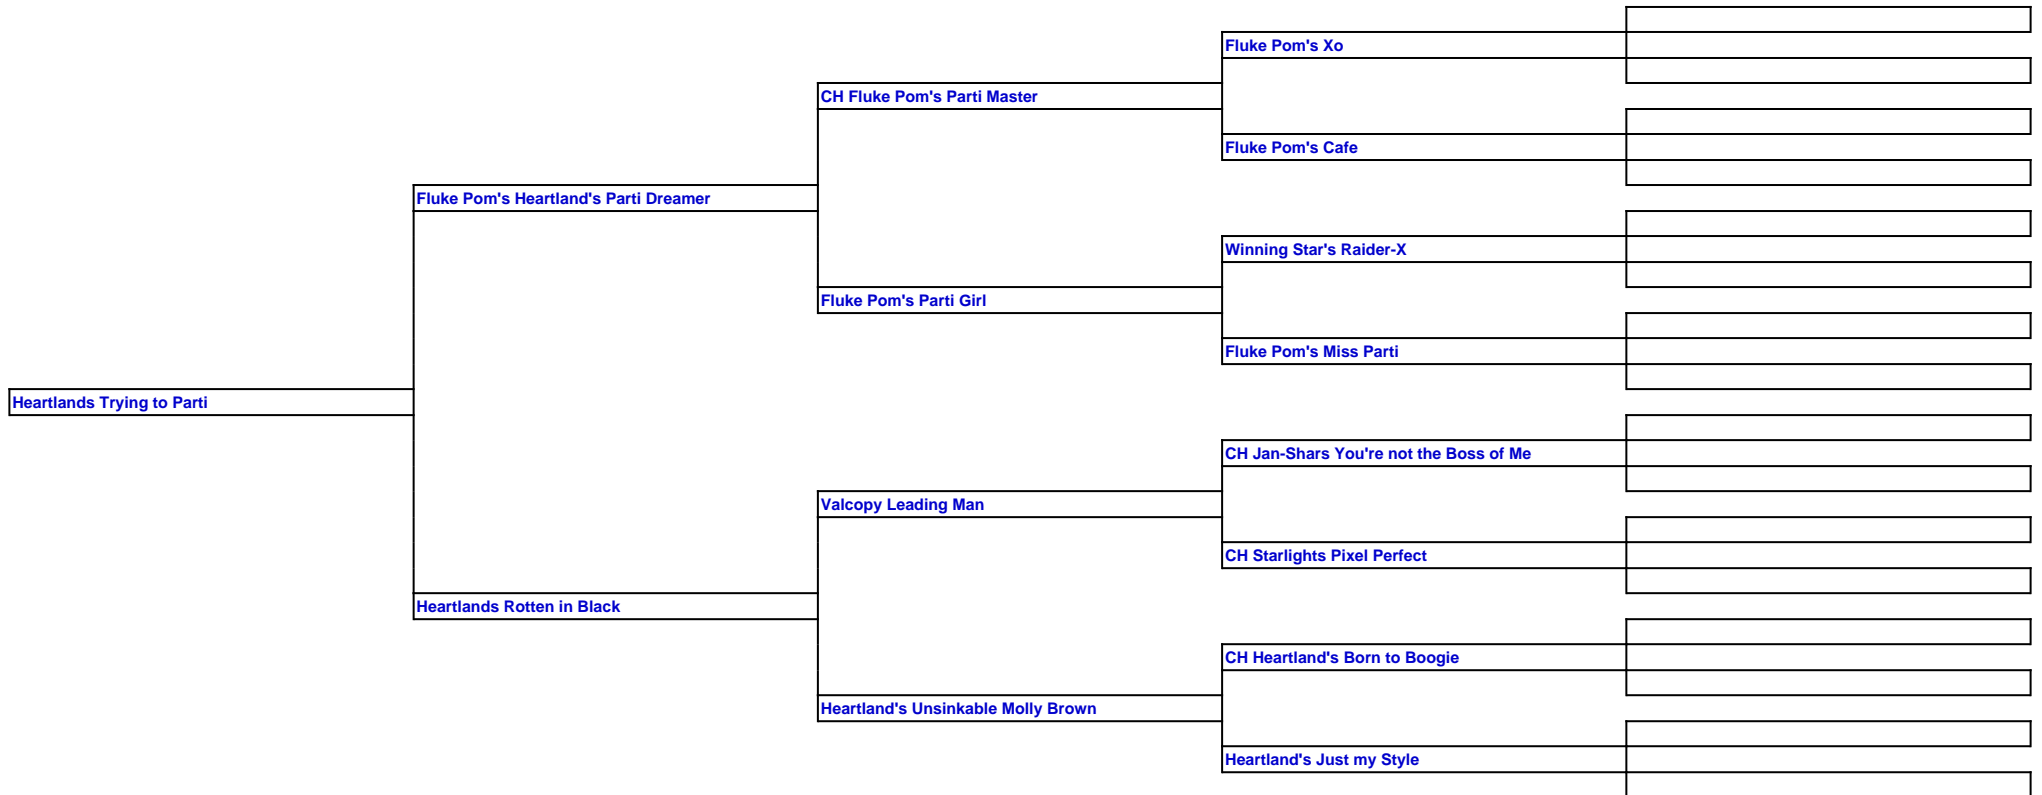 Fluke Pom's Xo
CH Fluke Pom's Parti Master
Fluke Pom's Cafe
Fluke Pom's Heartland's Parti Dreamer
Winning Star's Raider-X
Fluke Pom's Parti Girl
Fluke Pom's Miss Parti
Heartlands Trying to Parti
CH Jan-Shars You're not the Boss of Me
Valcopy Leading Man
CH Starlights Pixel Perfect
Heartlands Rotten in Black
CH Heartland's Born to Boogie
Heartland's Unsinkable Molly Brown
Heartland's Just my Style